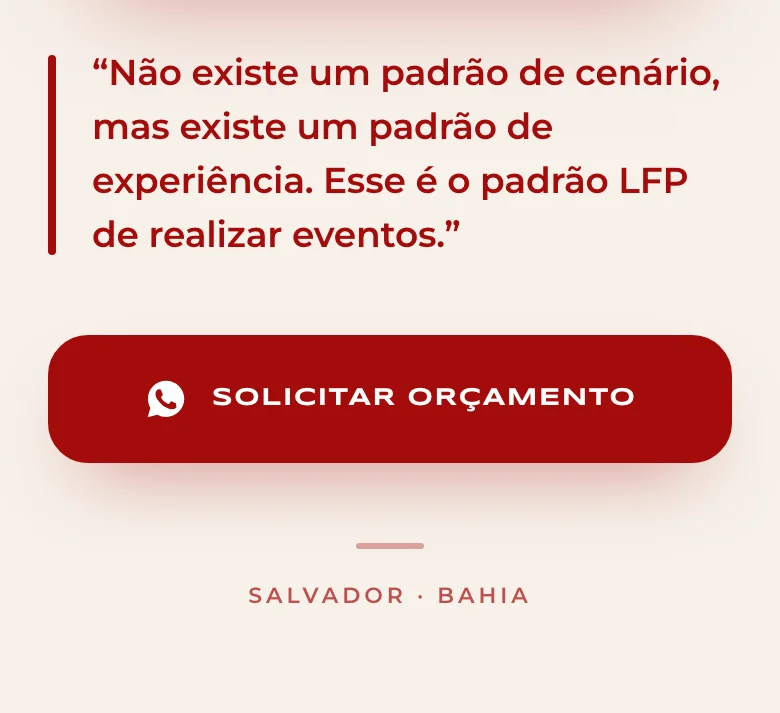 “Não existe um padrão de cenário,
mas existe um padrão de
experiência. Esse é o padrão LFP
de realizar eventos.”
SOLICITAR ORÇAMENTO
SALVADOR · BAHIA